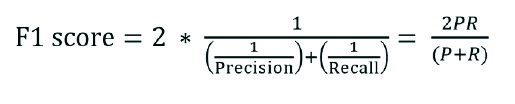 F1 score = 2 * 1 / ((1/Precision)+(1/Recall)) = 2PR / (P+R)